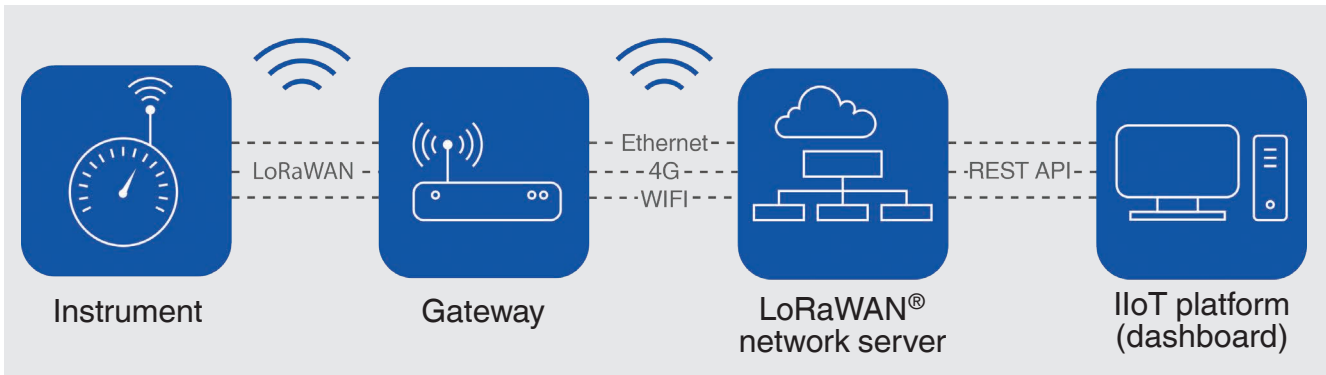 LoRaWAN
Ethernet
4G
WIFI
REST API
Instrument
Gateway
LoRaWAN®
network server
IIoT platform
(dashboard)